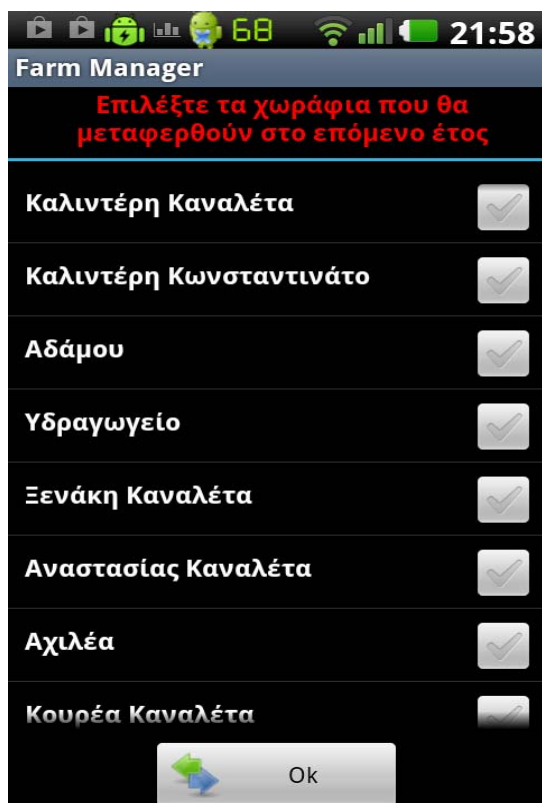 68 21:58
Farm Manager
Επιλέξτε τα χωράφια που θα
μεταφερθούν στο επόμενο έτος
Καλιντέρη Καναλέτα
Καλιντέρη Κωνσταντινάτο
Αδάμου
Υδραγωγείο
Ξενάκη Καναλέτα
Αναστασίας Καναλέτα
Αχιλέα
Κουρέα Καναλέτα
Ok